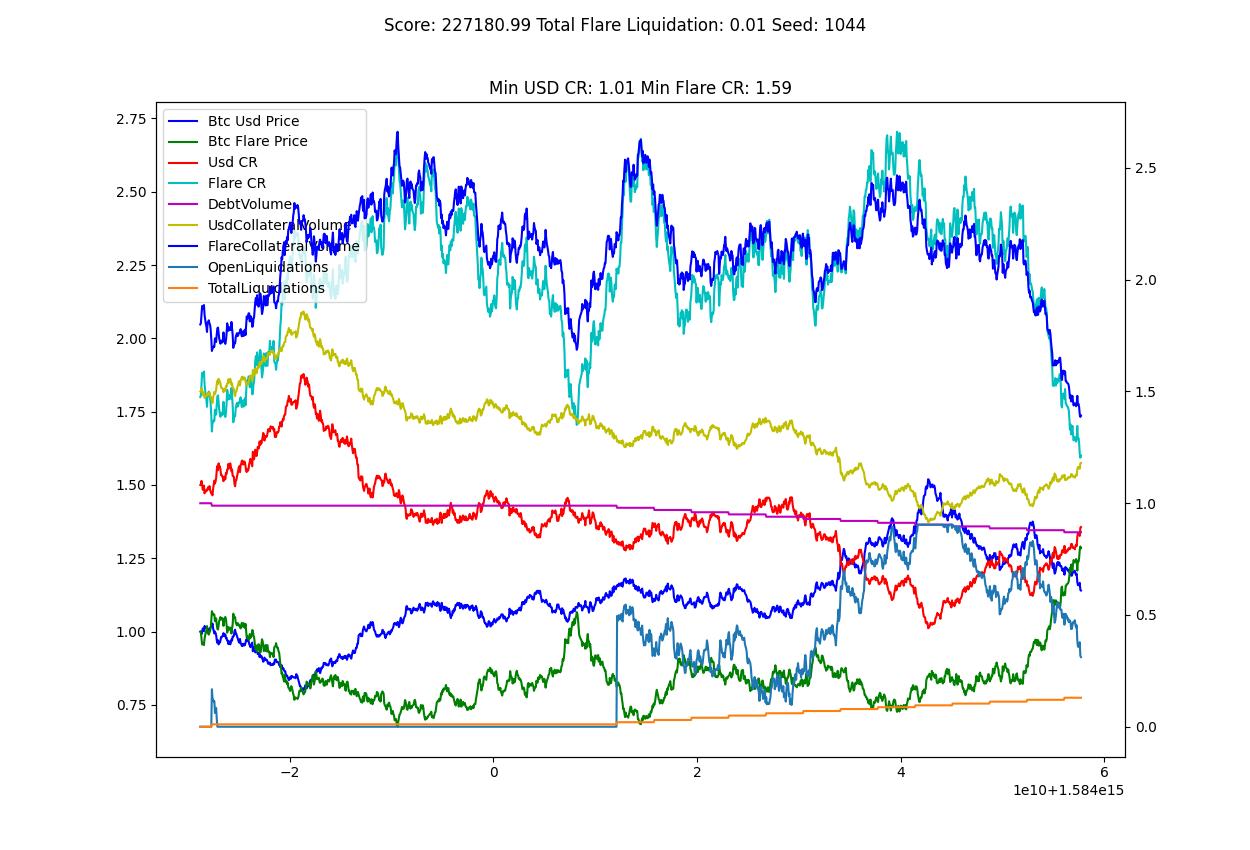 Score: 227180.99 Total Flare Liquidation: 0.01 Seed: 1044
Min USD CR: 1.01 Min Flare CR: 1.59
Btc Usd Price
Btc Flare Price
Usd CR
Flare CR
DebtVolume
UsdCollateralVolume
FlareCollateralVolume
OpenLiquidations
TotalLiquidations
2.75
2.50
2.25
2.00
1.75
1.50
1.25
1.00
0.75
2.5
2.0
1.5
1.0
0.5
0.0
−2 0 2 4 6
1e10+1.584e15